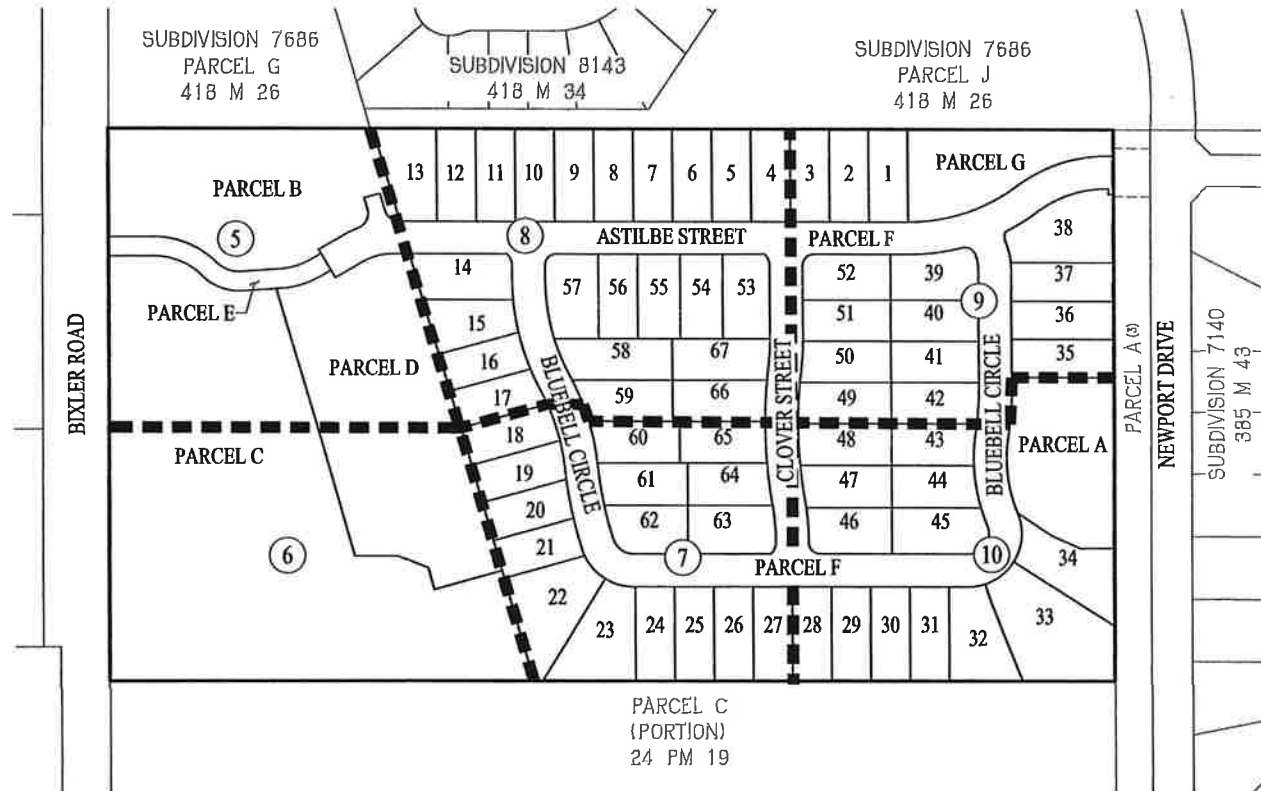 SUBDIVISION 7686
PARCEL G
418 M 26
SUBDIVISION 8143
418 M 34
SUBDIVISION 7686
PARCEL J
418 M 26
13
12
11
10
9
8
7
6
5
4
3
2
1
PARCEL G
PARCEL B
5
8
ASTILBE STREET
PARCEL F
38
14
57
56
55
54
53
52
39
37
9
PARCEL E
51
40
36
15
58
67
50
41
35
16
PARCEL D
17
59
66
49
42
BLUEBELL CIRCLE
CLOVER STREET
BLUEBELL CIRCLE
BIXLER ROAD
PARCEL A (3)
NEWPORT DRIVE
SUBDIVISION 7140
385 M 43
PARCEL C
18
60
65
48
43
PARCEL A
19
61
64
47
44
20
62
63
46
45
21
6
7
10
PARCEL F
34
22
23
24
25
26
27
28
29
30
31
32
33
PARCEL C
(PORTION)
24 PM 19